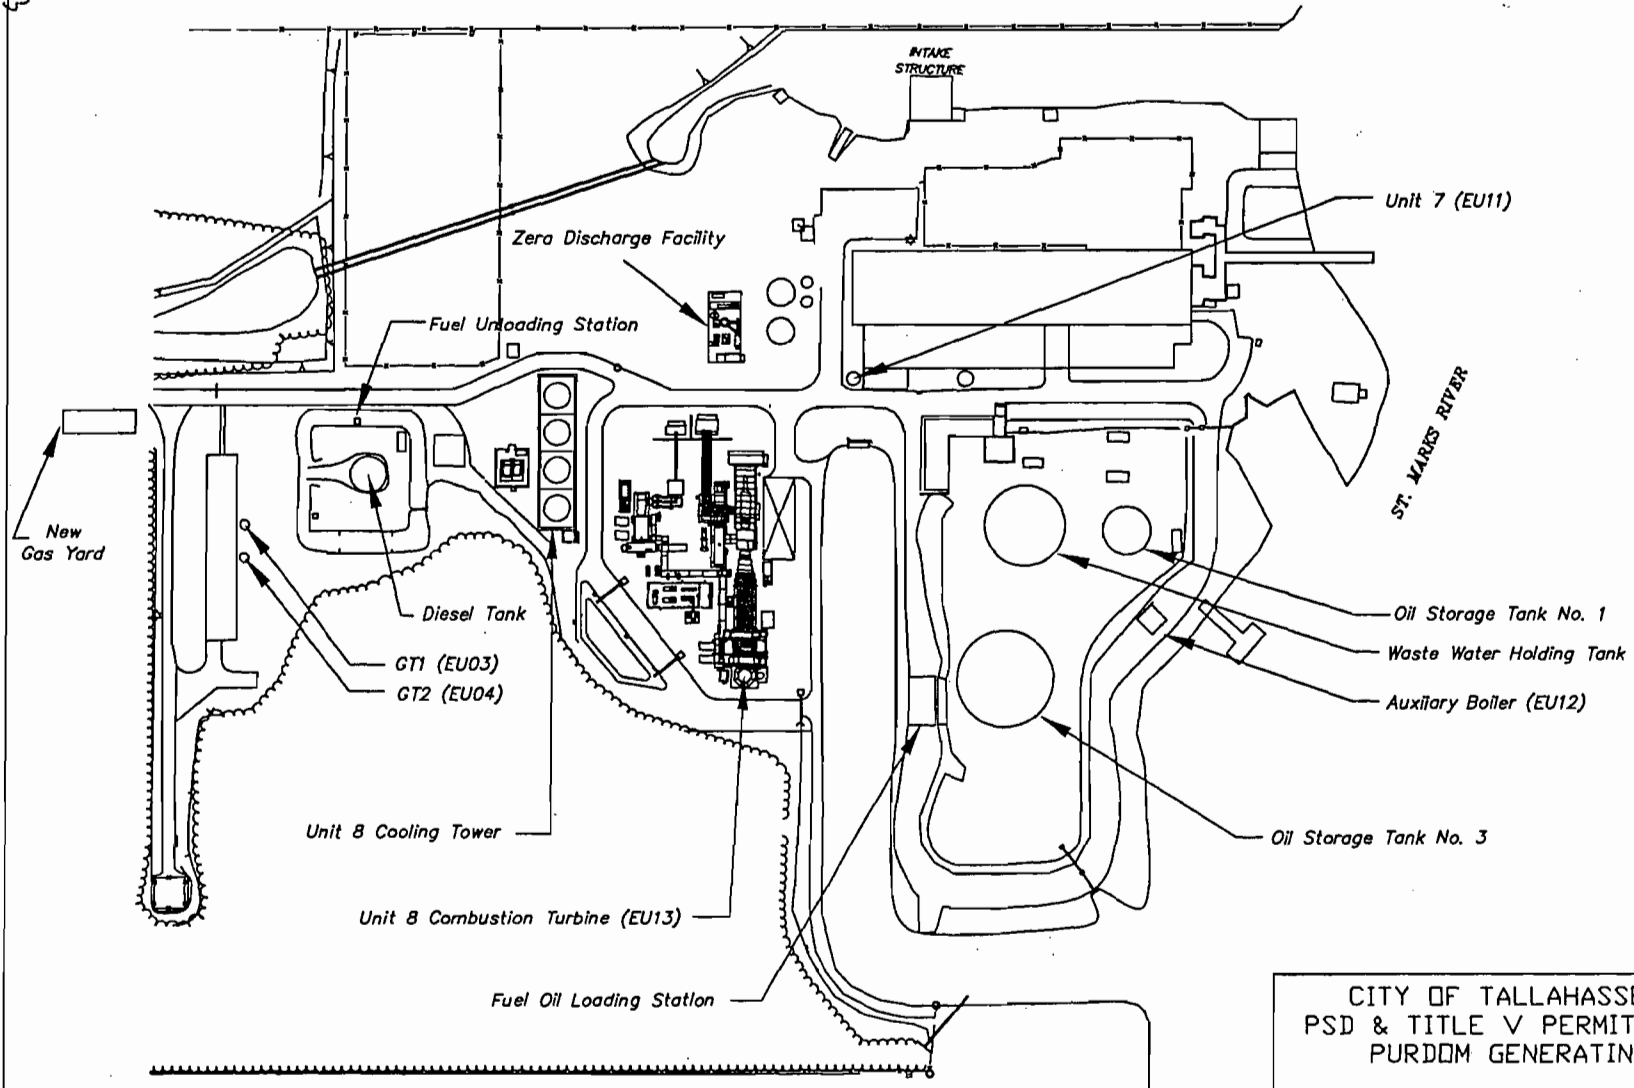 INTAKE
STRUCTURE
Unit 7 (EU11)
Zero Discharge Facility
Fuel Unloading Station
ST. MARKS RIVER
New
Gas Yard
Diesel Tank
GT1 (EU03)
GT2 (EU04)
Oil Storage Tank No. 1
Waste Water Holding Tank
Auxilary Boiler (EU12)
Unit 8 Cooling Tower
Oil Storage Tank No. 3
Unit 8 Combustion Turbine (EU13)
Fuel Oil Loading Station
CITY OF TALLAHASSE
PSD & TITLE V PERMIT
PURDOM GENERATIN